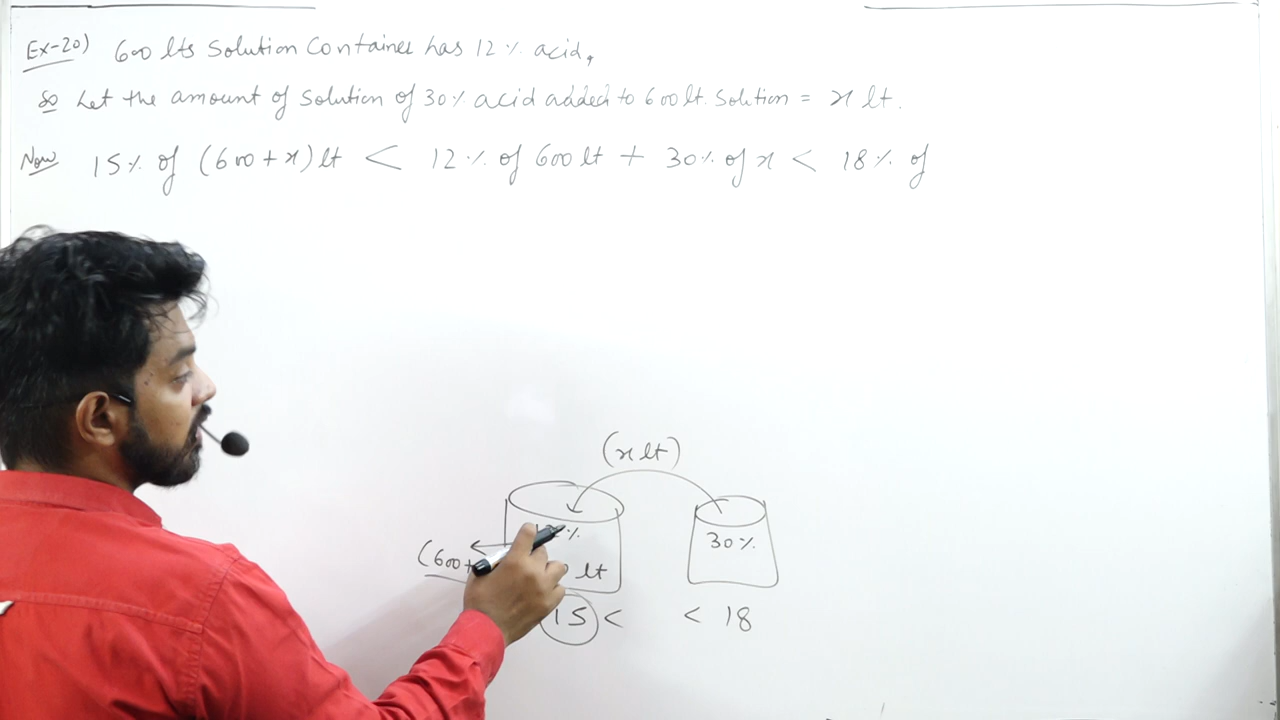 Ex-20) 600 lts Solution Container has 12% acid,
So Let the amount of Solution of 30% acid added to 600 lt. Solution = x lt.
Now 15% of (600+x) lt < 12% of 600 lt + 30% of x < 18% of
(x lt)
30%
(600+
lt
15 < < 18